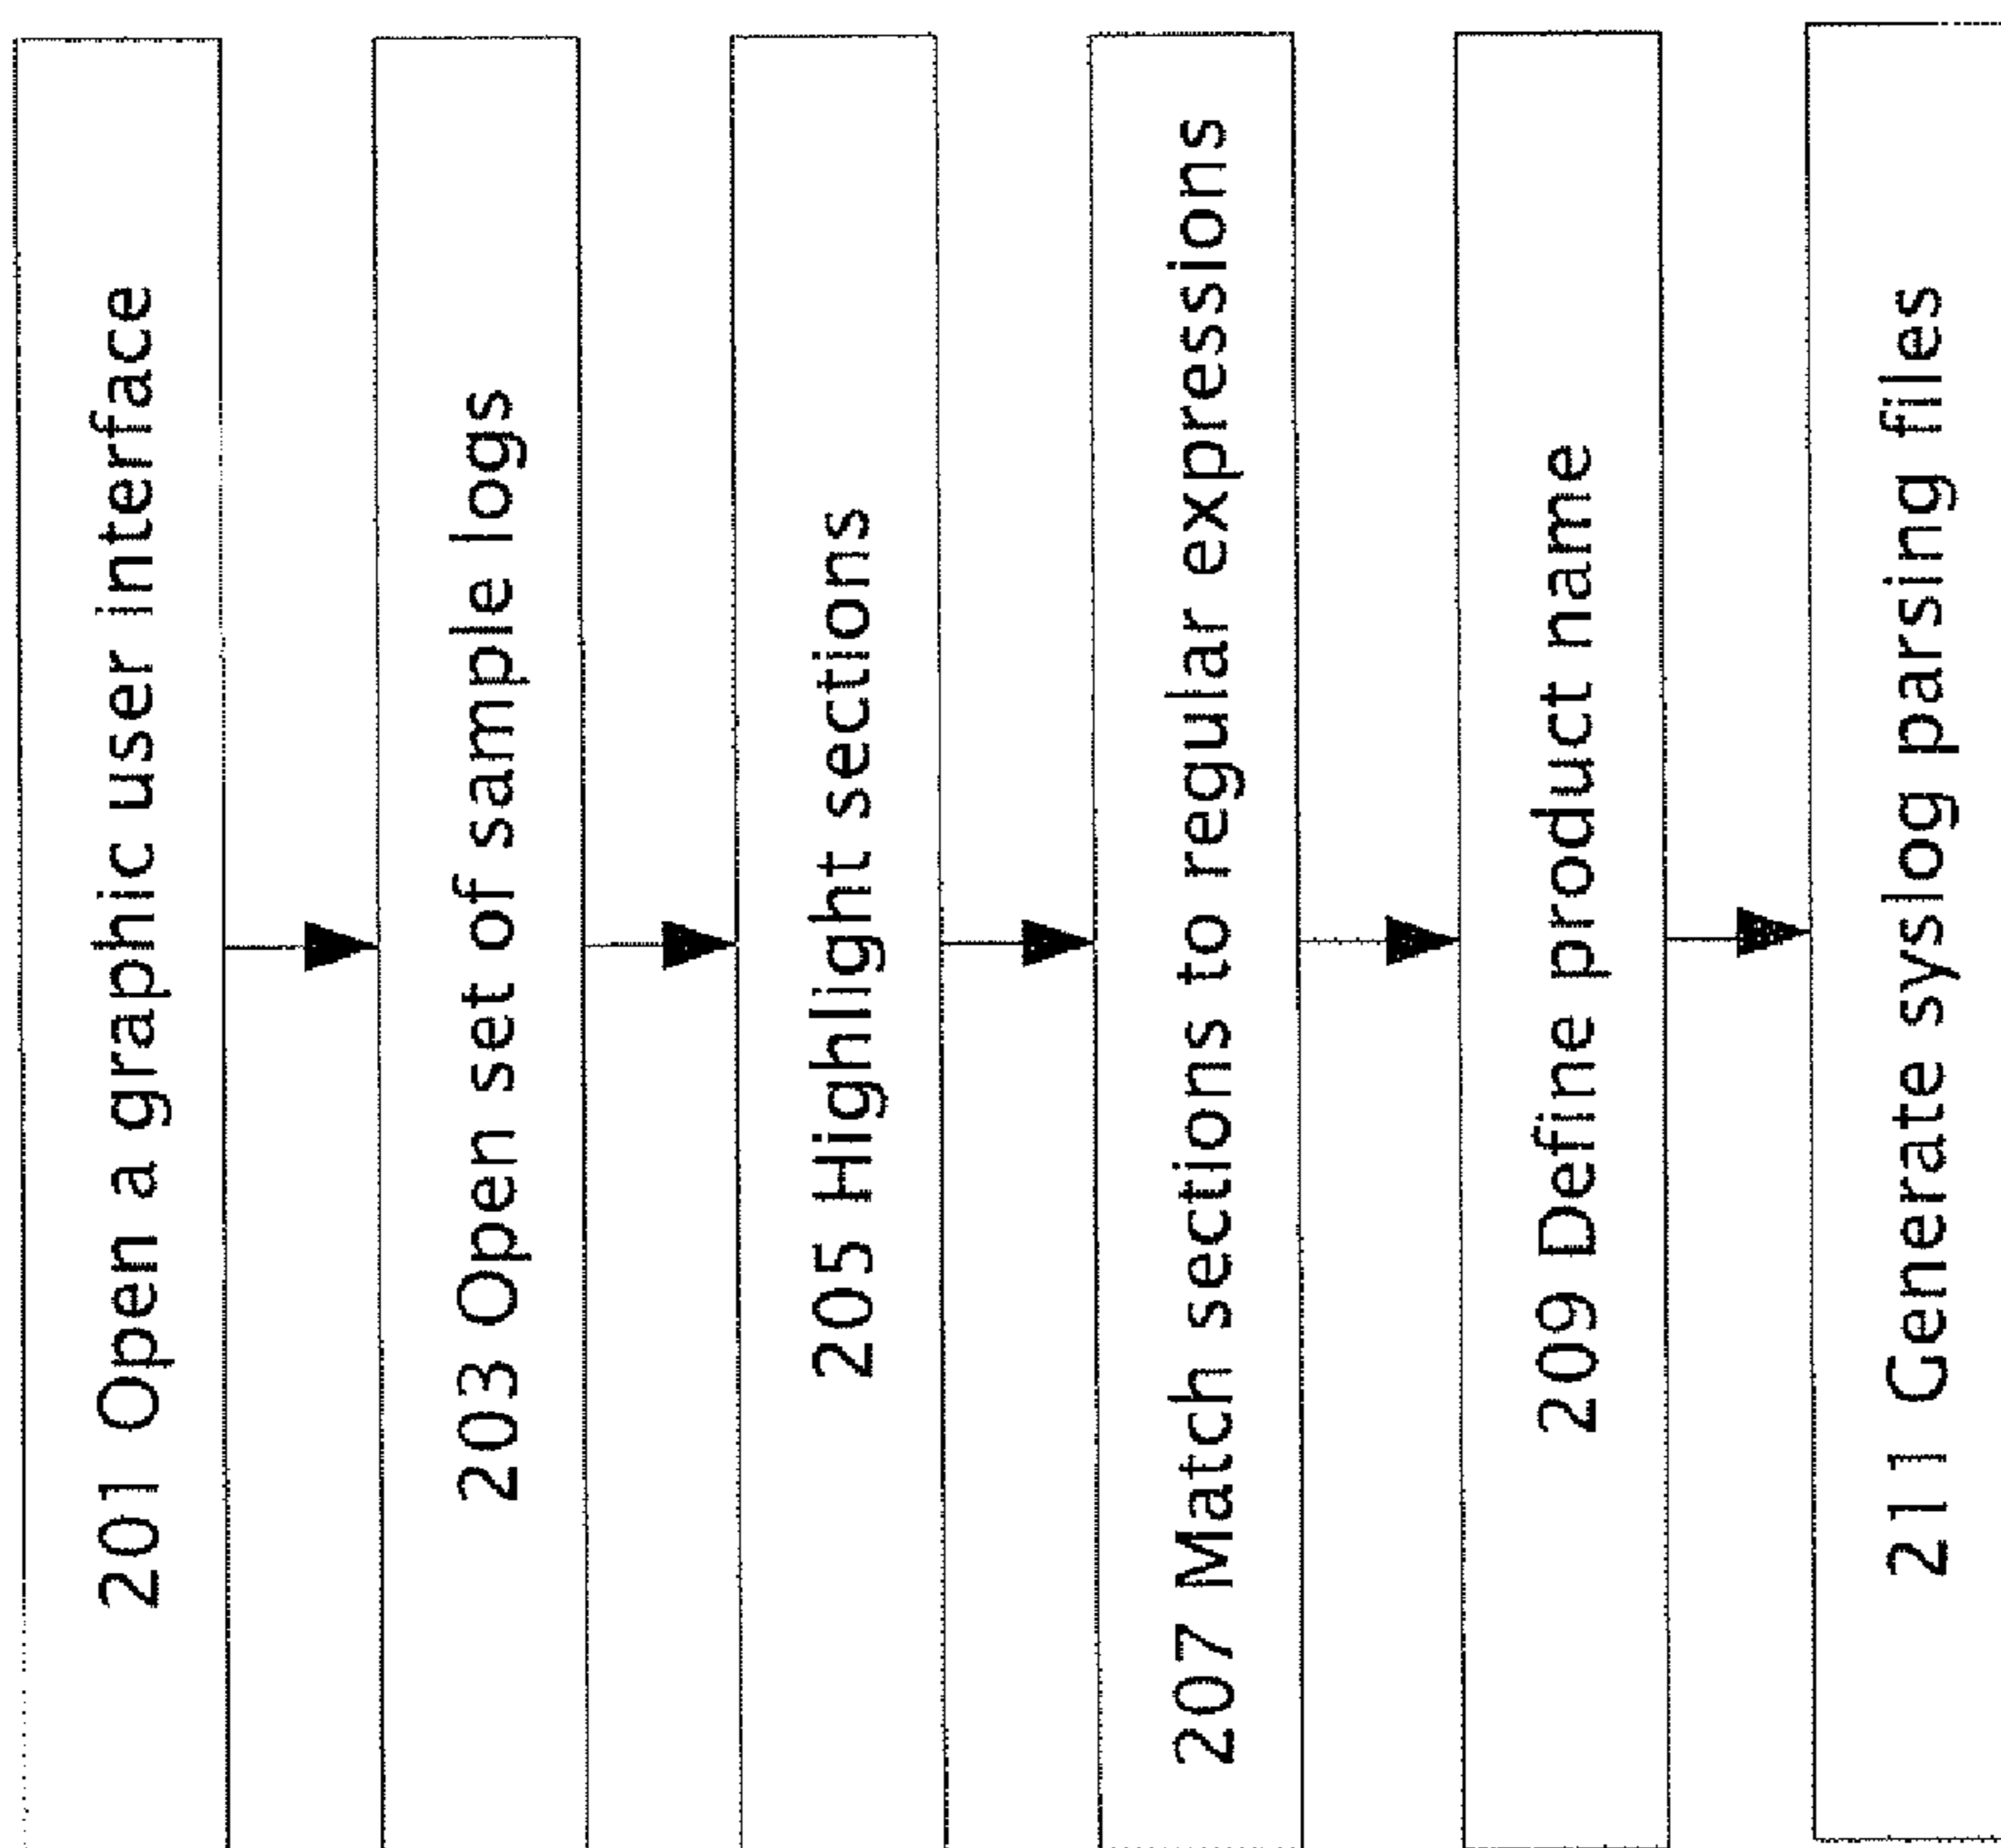 201 Open a graphic user interface
203 Open set of sample logs
205 Highlight sections
207 Match sections to regular expressions
209 Define product name
211 Generate syslog parsing files